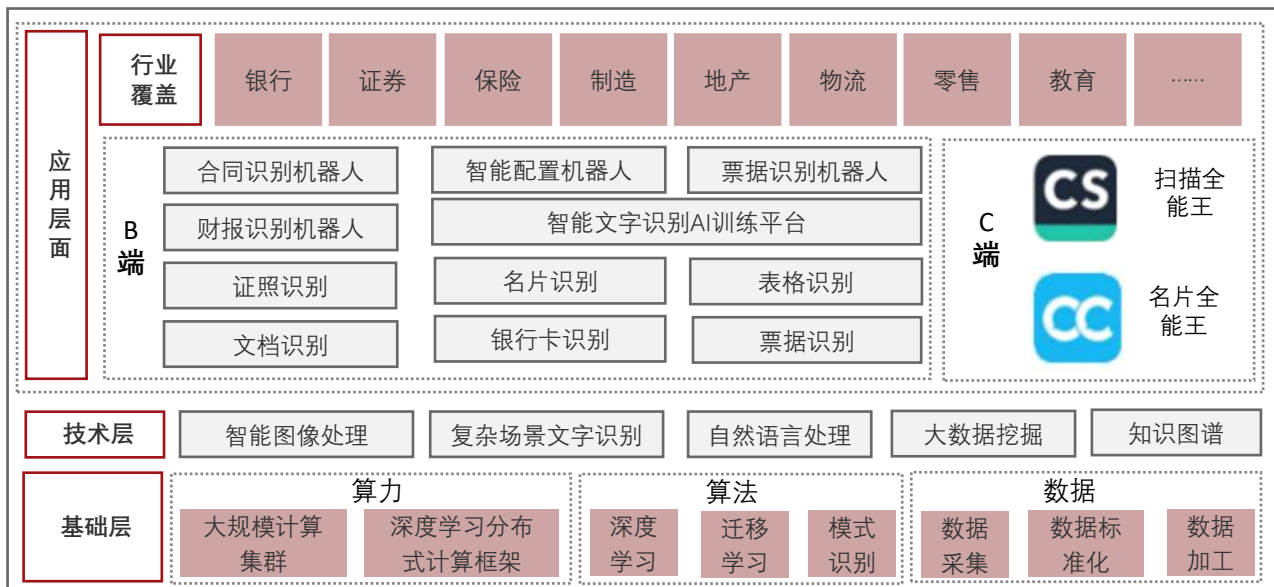 应用层面
行业
覆盖
银行
证券
保险
制造
地产
物流
零售
教育
……
B
端
合同识别机器人
智能配置机器人
票据识别机器人
财报识别机器人
智能文字识别AI训练平台
证照识别
名片识别
表格识别
文档识别
银行卡识别
票据识别
C
端
CS
扫描全
能王
CC
名片全
能王
技术层
智能图像处理
复杂场景文字识别
自然语言处理
大数据挖掘
知识图谱
基础层
算力
大规模计算
集群
深度学习分布
式计算框架
算法
深度
学习
迁移
学习
模式
识别
数据
数据
采集
数据标
准化
数据
加工